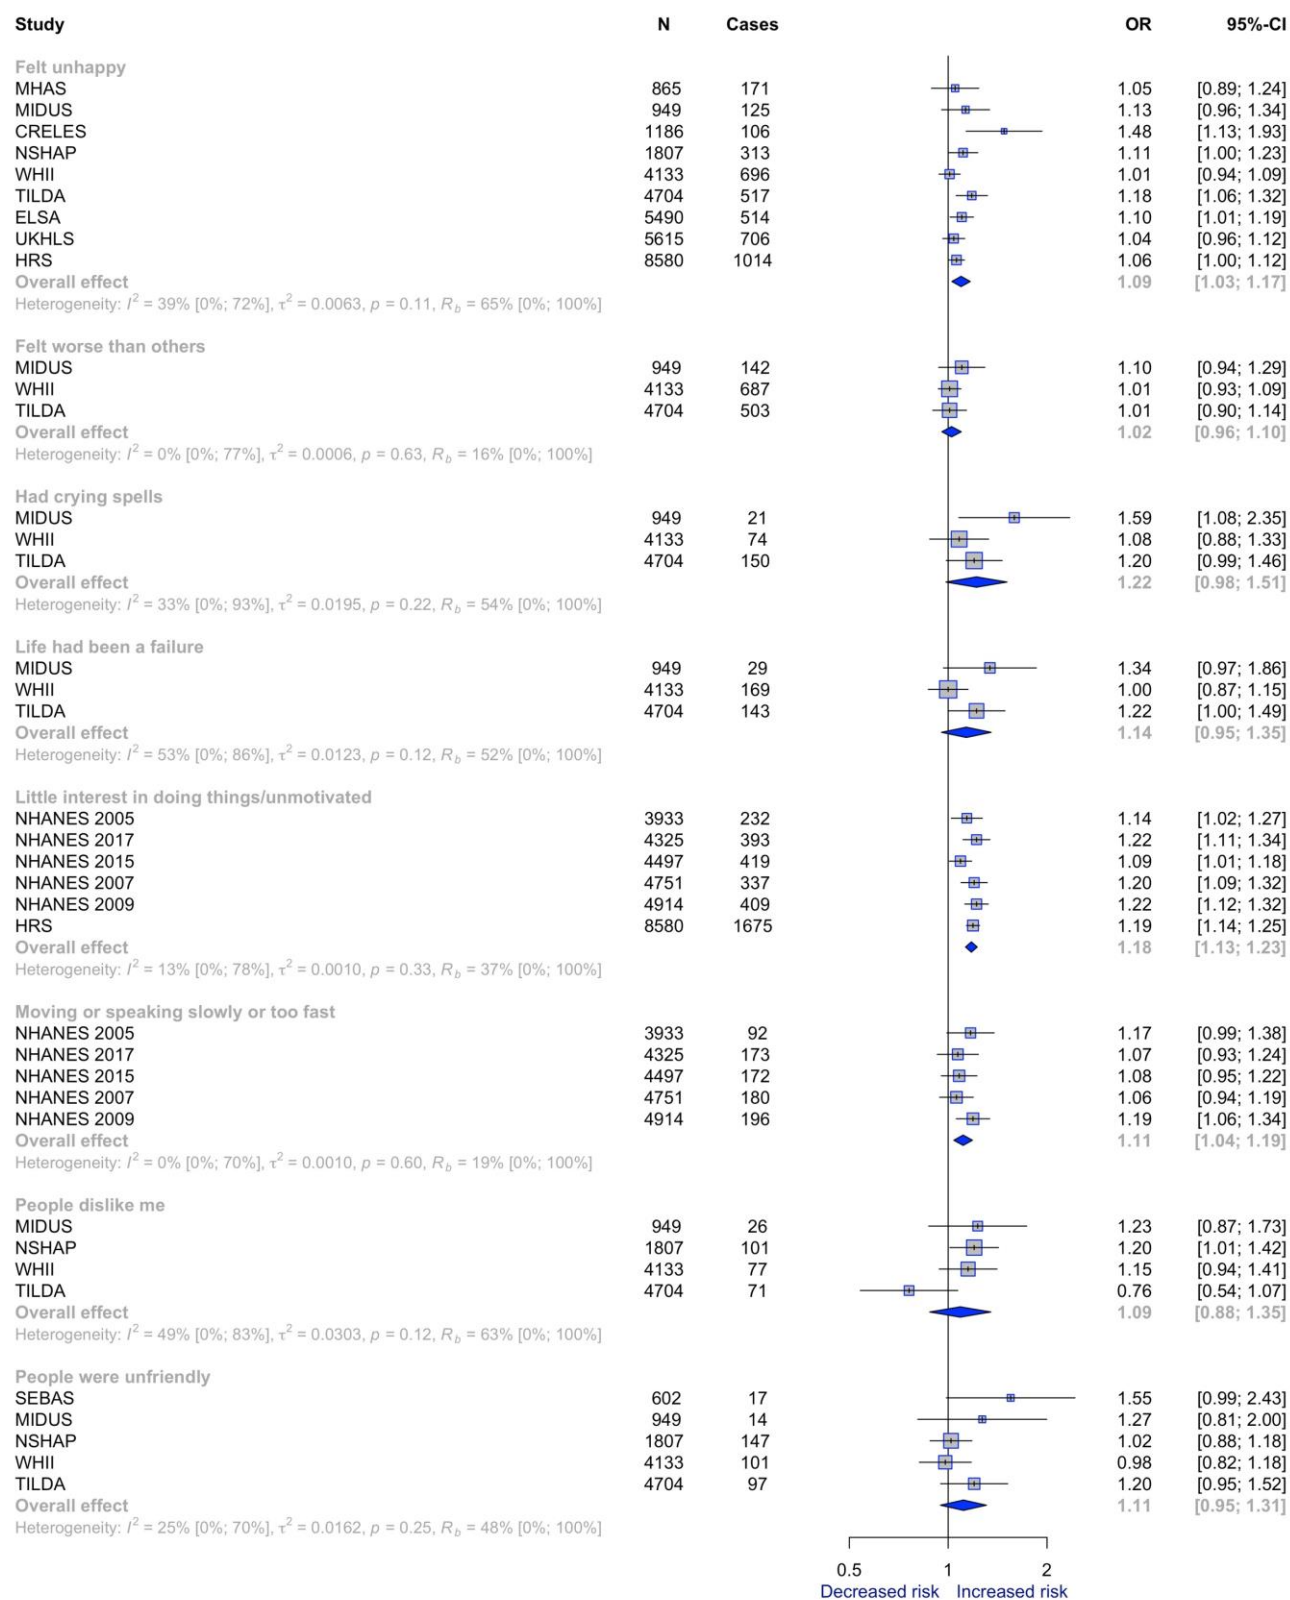 Study N Cases OR 95%-CI
Felt unhappy
MHAS 865 171 1.05 [0.89; 1.24]
MIDUS 949 125 1.13 [0.96; 1.34]
CRELES 1186 106 1.48 [1.13; 1.93]
NSHAP 1807 313 1.11 [1.00; 1.23]
WHII 4133 696 1.01 [0.94; 1.09]
TILDA 4704 517 1.18 [1.06; 1.32]
ELSA 5490 514 1.10 [1.01; 1.19]
UKHLS 5615 706 1.04 [0.96; 1.12]
HRS 8580 1014 1.06 [1.00; 1.12]
Overall effect 1.09 [1.03; 1.17]
Heterogeneity: I² = 39% [0%; 72%], τ² = 0.0063, p = 0.11, R_b = 65% [0%; 100%]
Felt worse than others
MIDUS 949 142 1.10 [0.94; 1.29]
WHII 4133 687 1.01 [0.93; 1.09]
TILDA 4704 503 1.01 [0.90; 1.14]
Overall effect 1.02 [0.96; 1.10]
Heterogeneity: I² = 0% [0%; 77%], τ² = 0.0006, p = 0.63, R_b = 16% [0%; 100%]
Had crying spells
MIDUS 949 21 1.59 [1.08; 2.35]
WHII 4133 74 1.08 [0.88; 1.33]
TILDA 4704 150 1.20 [0.99; 1.46]
Overall effect 1.22 [0.98; 1.51]
Heterogeneity: I² = 33% [0%; 93%], τ² = 0.0195, p = 0.22, R_b = 54% [0%; 100%]
Life had been a failure
MIDUS 949 29 1.34 [0.97; 1.86]
WHII 4133 169 1.00 [0.87; 1.15]
TILDA 4704 143 1.22 [1.00; 1.49]
Overall effect 1.14 [0.95; 1.35]
Heterogeneity: I² = 53% [0%; 86%], τ² = 0.0123, p = 0.12, R_b = 52% [0%; 100%]
Little interest in doing things/unmotivated
NHANES 2005 3933 232 1.14 [1.02; 1.27]
NHANES 2017 4325 393 1.22 [1.11; 1.34]
NHANES 2015 4497 419 1.09 [1.01; 1.18]
NHANES 2007 4751 337 1.20 [1.09; 1.32]
NHANES 2009 4914 409 1.22 [1.12; 1.32]
HRS 8580 1675 1.19 [1.14; 1.25]
Overall effect 1.18 [1.13; 1.23]
Heterogeneity: I² = 13% [0%; 78%], τ² = 0.0010, p = 0.33, R_b = 37% [0%; 100%]
Moving or speaking slowly or too fast
NHANES 2005 3933 92 1.17 [0.99; 1.38]
NHANES 2017 4325 173 1.07 [0.93; 1.24]
NHANES 2015 4497 172 1.08 [0.95; 1.22]
NHANES 2007 4751 180 1.06 [0.94; 1.19]
NHANES 2009 4914 196 1.19 [1.06; 1.34]
Overall effect 1.11 [1.04; 1.19]
Heterogeneity: I² = 0% [0%; 70%], τ² = 0.0010, p = 0.60, R_b = 19% [0%; 100%]
People dislike me
MIDUS 949 26 1.23 [0.87; 1.73]
NSHAP 1807 101 1.20 [1.01; 1.42]
WHII 4133 77 1.15 [0.94; 1.41]
TILDA 4704 71 0.76 [0.54; 1.07]
Overall effect 1.09 [0.88; 1.35]
Heterogeneity: I² = 49% [0%; 83%], τ² = 0.0303, p = 0.12, R_b = 63% [0%; 100%]
People were unfriendly
SEBAS 602 17 1.55 [0.99; 2.43]
MIDUS 949 14 1.27 [0.81; 2.00]
NSHAP 1807 147 1.02 [0.88; 1.18]
WHII 4133 101 0.98 [0.82; 1.18]
TILDA 4704 97 1.20 [0.95; 1.52]
Overall effect 1.11 [0.95; 1.31]
Heterogeneity: I² = 25% [0%; 70%], τ² = 0.0162, p = 0.25, R_b = 48% [0%; 100%]
0.5 1 2
Decreased risk Increased risk